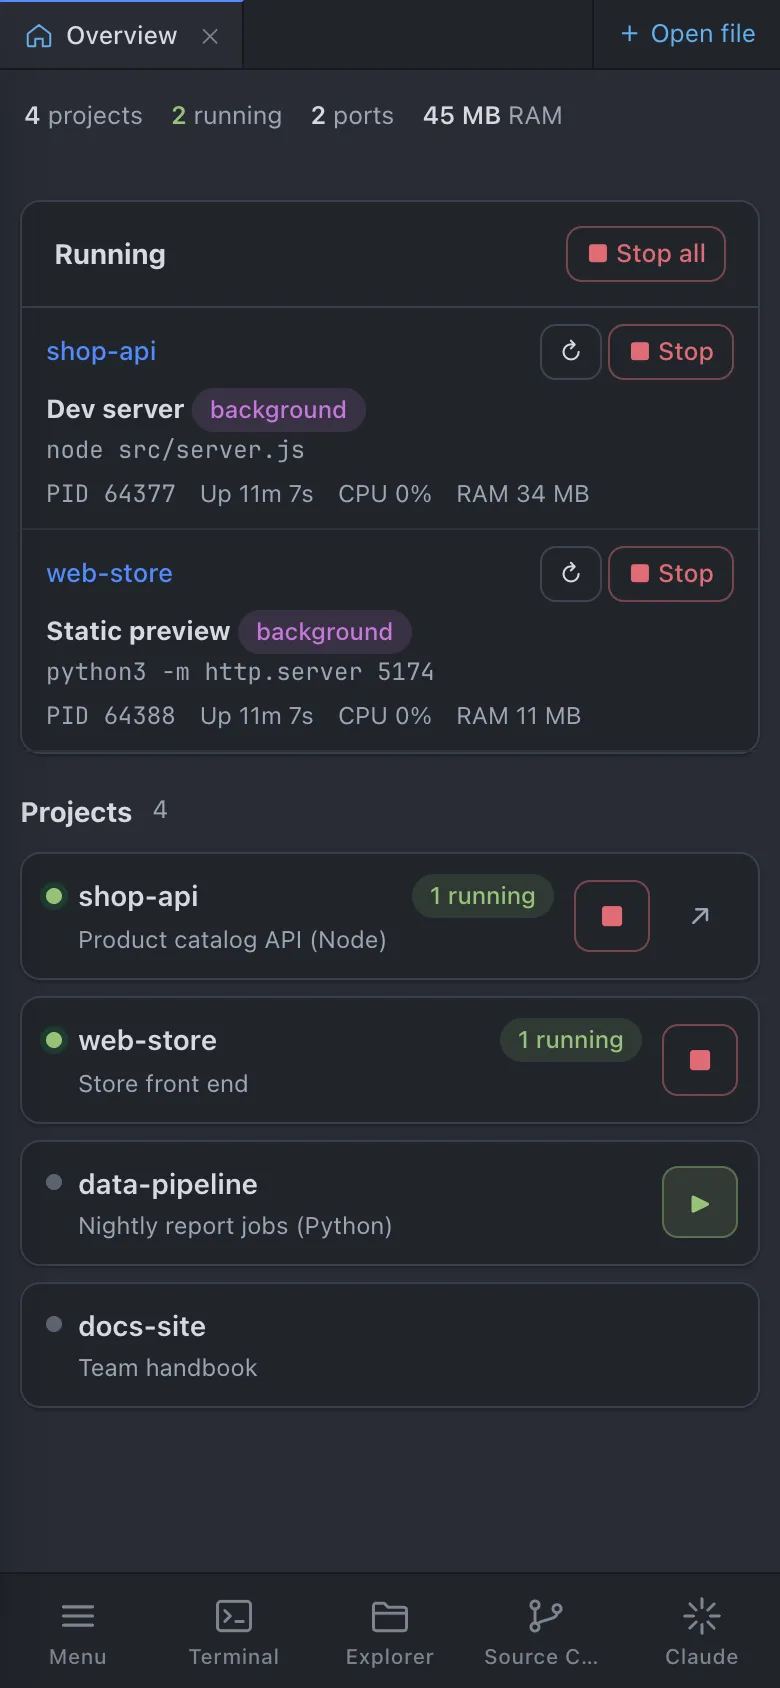 Overview
+ Open file
4 projects 2 running 2 ports 45 MB RAM
Running
Stop all
shop-api
Stop
Dev server background
node src/server.js
PID 64377 Up 11m 7s CPU 0% RAM 34 MB
web-store
Stop
Static preview background
python3 -m http.server 5174
PID 64388 Up 11m 7s CPU 0% RAM 11 MB
Projects 4
shop-api
1 running
Product catalog API (Node)
web-store
1 running
Store front end
data-pipeline
Nightly report jobs (Python)
docs-site
Team handbook
Menu Terminal Explorer Source C... Claude